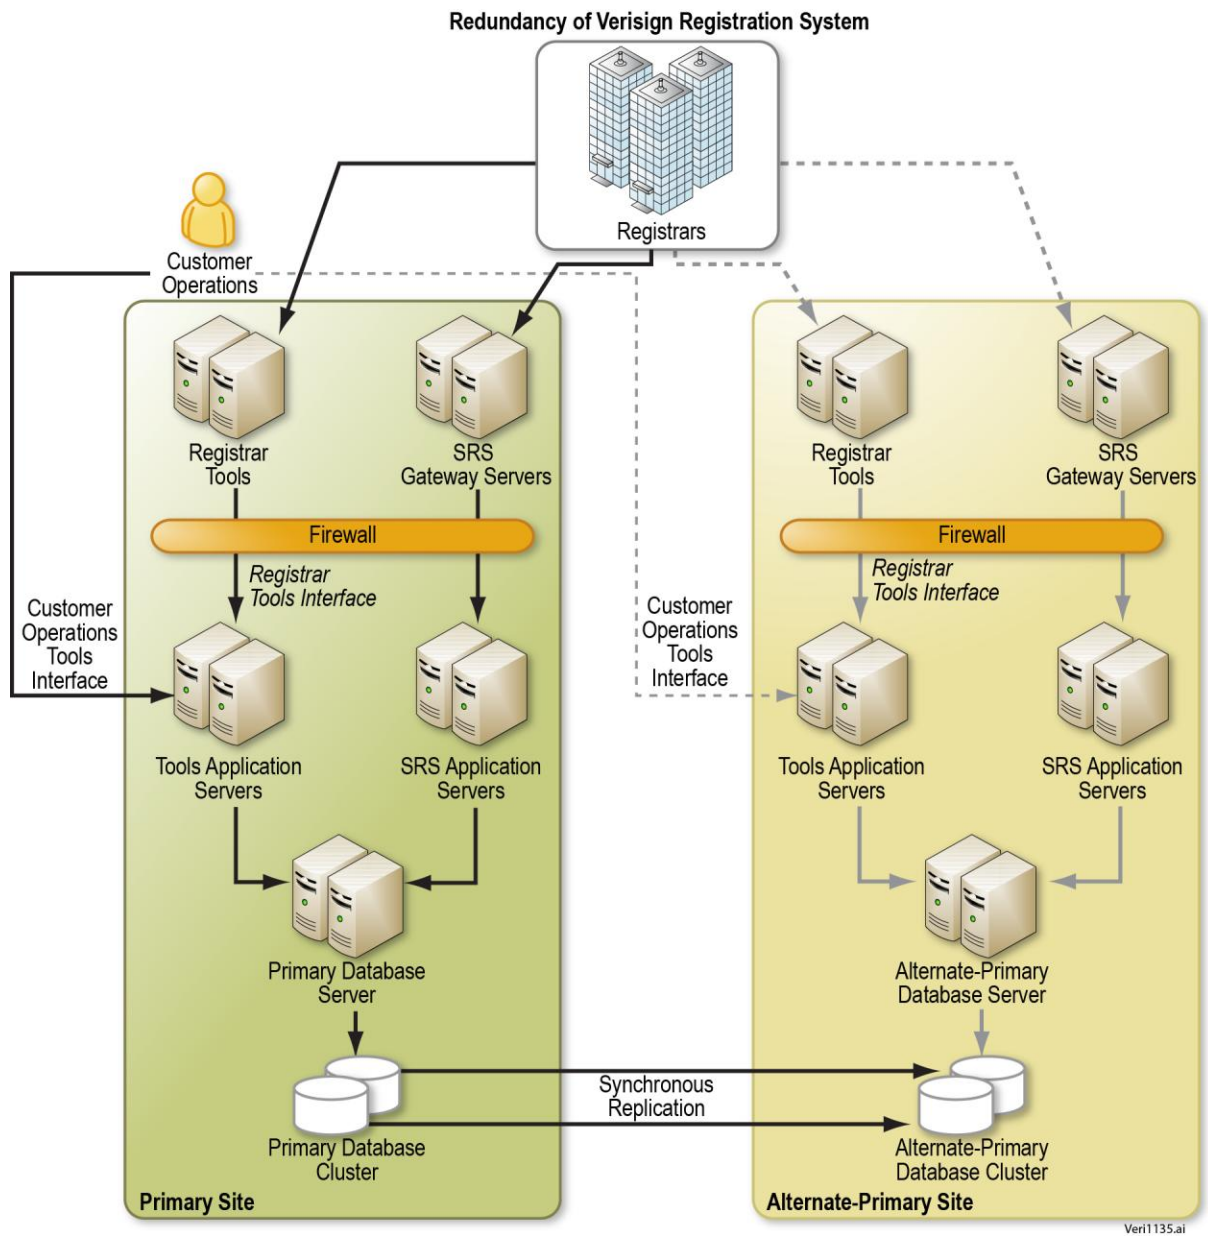 Redundancy of Verisign Registration System
Registrars
Customer
Operations
Registrar
Tools
SRS
Gateway Servers
Firewall
Registrar
Tools Interface
Customer
Operations
Tools
Interface
Tools Application
Servers
SRS Application
Servers
Primary Database
Server
Primary Database
Cluster
Primary Site
Synchronous
Replication
Registrar
Tools
SRS
Gateway Servers
Firewall
Registrar
Tools Interface
Customer
Operations
Tools
Interface
Tools Application
Servers
SRS Application
Servers
Alternate-Primary
Database Server
Alternate-Primary
Database Cluster
Alternate-Primary Site
Veri1135.ai